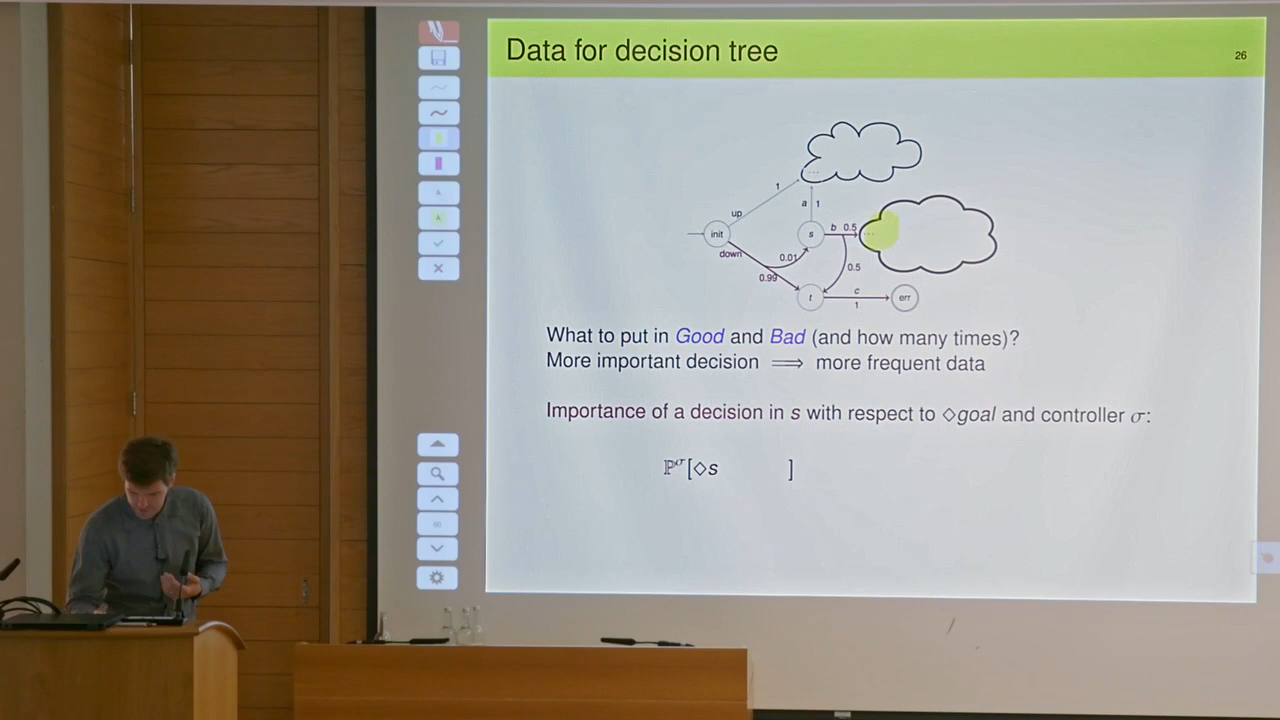 Data for decision tree
26
1
up
a 1
init
s
b 0.5
...
down
0.01
0.99
0.5
t
c
1
err
What to put in Good and Bad (and how many times)?
More important decision ⟹ more frequent data
Importance of a decision in s with respect to ◇goal and controller σ:
ℙ^σ[◇s ]